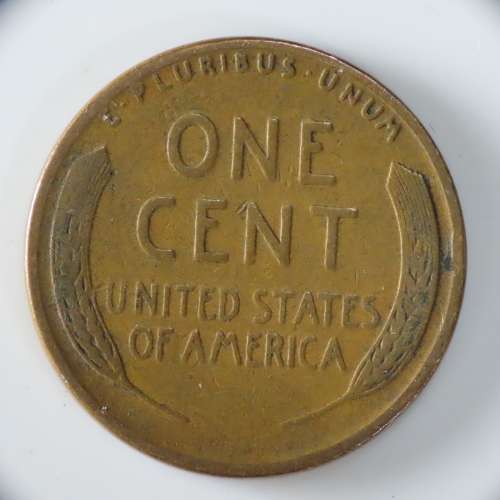 E·PLURIBUS·UNUM
ONE
CENT
UNITED STATES
OF AMERICA